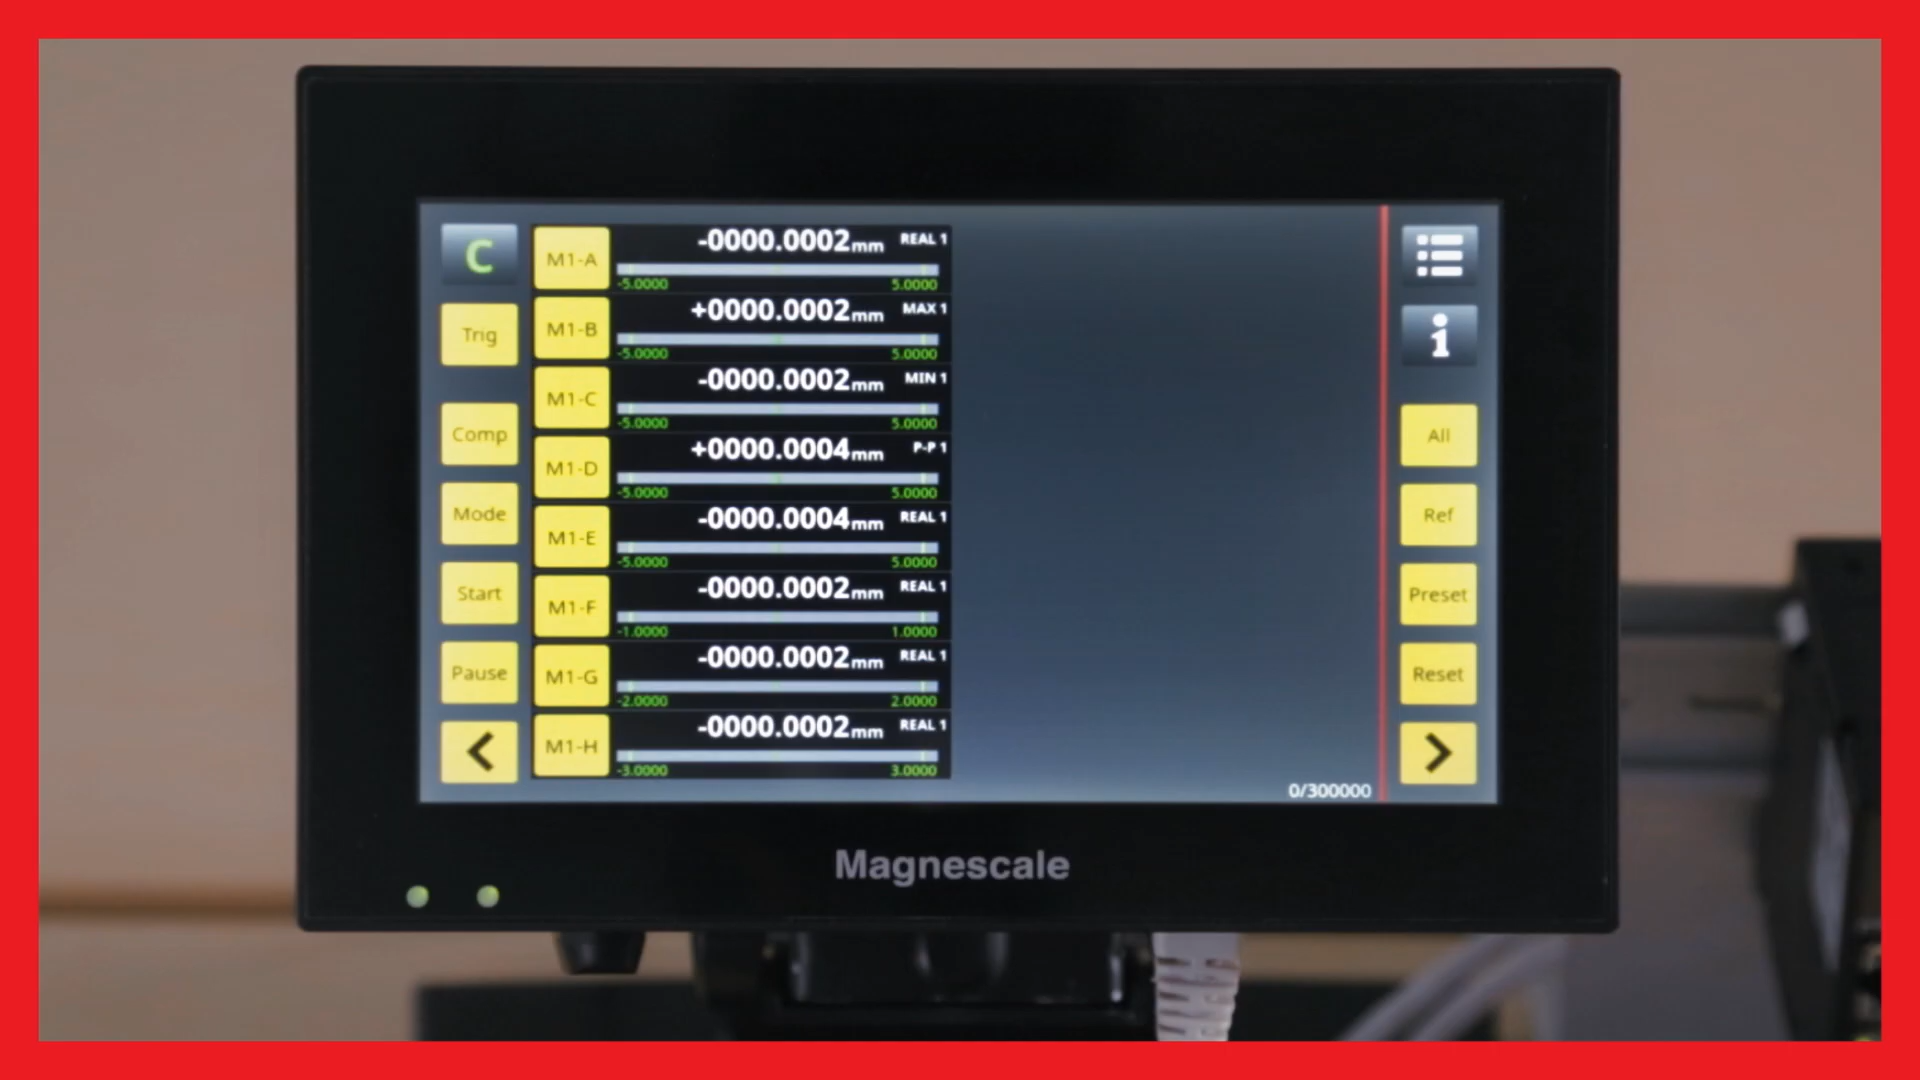 C
Trig
Comp
Mode
Start
Pause
M1-A -0000.0002mm REAL 1
-5.0000 5.0000
M1-B +0000.0002mm MAX 1
-5.0000 5.0000
M1-C -0000.0002mm MIN 1
-5.0000 5.0000
M1-D +0000.0004mm P-P 1
-5.0000 5.0000
M1-E -0000.0004mm REAL 1
-5.0000 5.0000
M1-F -0000.0002mm REAL 1
-1.0000 1.0000
M1-G -0000.0002mm REAL 1
-2.0000 2.0000
M1-H -0000.0002mm REAL 1
-3.0000 3.0000
0/300000
i
All
Ref
Preset
Reset
Magnescale